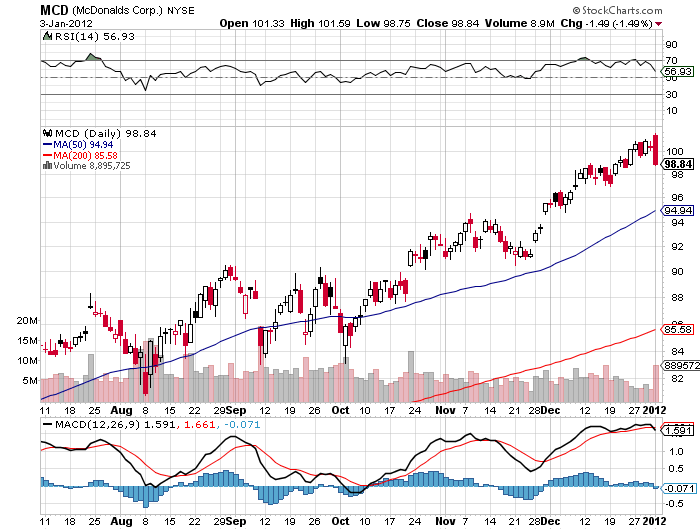 MCD (McDonalds Corp.) NYSE © StockCharts.com
3-Jan-2012 Open 101.33 High 101.59 Low 98.75 Close 98.84 Volume 8.9M Chg -1.49 (-1.49%)
RSI(14) 56.93
90
70
56.93
30
10
MCD (Daily) 98.84
MA(50) 94.94
MA(200) 85.58
Volume 8,895,725
100
98.84
98
96
94.94
94
92
90
88
86
85.58
84
889572
82
20M
15M
10M
5M
11 18 25 Aug 8 15 22 29 Sep 12 19 26 Oct 10 17 24 Nov 7 14 21 28 Dec 12 19 27 2012
MACD(12,26,9) 1.591, 1.661, -0.071
1.591
1.0
0.5
-0.071
-0.5
11 18 25 Aug 8 15 22 29 Sep 12 19 26 Oct 10 17 24 Nov 7 14 21 28 Dec 12 19 27 2012